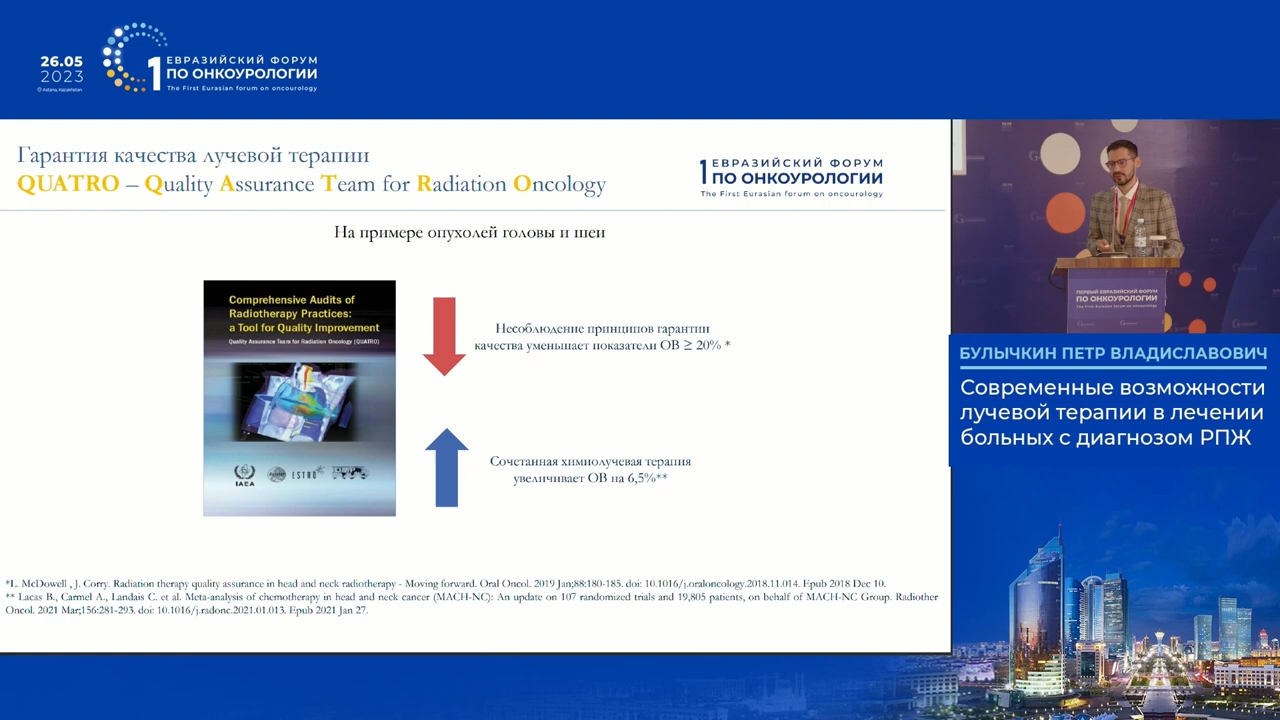 26.05
2023
Astana, Kazakhstan
1 ЕВРАЗИЙСКИЙ ФОРУМ
ПО ОНКОУРОЛОГИИ
The First Eurasian forum on oncourology
Гарантия качества лучевой терапии
QUATRO – Quality Assurance Team for Radiation Oncology
1 ЕВРАЗИЙСКИЙ ФОРУМ
ПО ОНКОУРОЛОГИИ
The First Eurasian forum on oncourology
На примере опухолей головы и шеи
Comprehensive Audits of
Radiotherapy Practices:
a Tool for Quality Improvement
Quality Assurance Team for Radiation Oncology (QUATRO)
IAEA
ESTRO
Несоблюдение принципов гарантии
качества уменьшает показатели ОВ ≥ 20% *
Сочетанная химиолучевая терапия
увеличивает ОВ на 6,5%**
*L. McDowell , J. Corry. Radiation therapy quality assurance in head and neck radiotherapy - Moving forward. Oral Oncol. 2019 Jan;88:180-185. doi: 10.1016/j.oraloncology.2018.11.014. Epub 2018 Dec 10.
** Lacas B., Carmel A., Landais C. et al. Meta-analysis of chemotherapy in head and neck cancer (MACH-NC): An update on 107 randomized trials and 19,805 patients, on behalf of MACH-NC Group. Radiother
Oncol. 2021 Mar;156:281-293. doi: 10.1016/j.radonc.2021.01.013. Epub 2021 Jan 27.
ПЕРВЫЙ ЕВРАЗИЙСКИЙ ФОРУМ
ПО ОНКОУРОЛОГИИ
БУЛЫЧКИН ПЕТР ВЛАДИСЛАВОВИЧ
Современные возможности
лучевой терапии в лечении
больных с диагнозом РПЖ